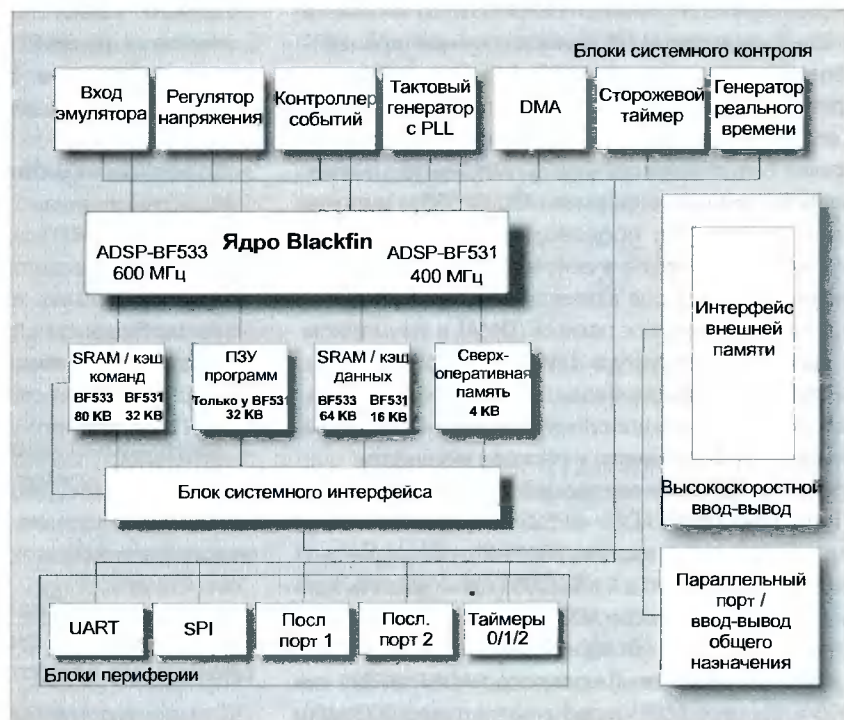 Блоки системного контроля
Вход
эмулятора
Регулятор
напряжения
Контроллер
событий
Тактовый
генератор
с PLL
DMA
Сторожевой
таймер
Генератор
реального
времени
Ядро Blackfin
ADSP-BF533
600 МГц
ADSP-BF531
400 МГц
SRAM / кэш
команд
BF533 BF531
80 KB 32 KB
ПЗУ
программ
Только у BF531
32 KB
SRAM / кэш
данных
BF533 BF531
64 KB 16 KB
Сверх-
оперативная
память
4 KB
Интерфейс
внешней
памяти
Высокоскоростной
ввод-вывод
Блок системного интерфейса
Параллельный
порт /
ввод-вывод
общего
назначения
UART
SPI
Посл
порт 1
Посл.
порт 2
Таймеры
0/1/2
Блоки периферии